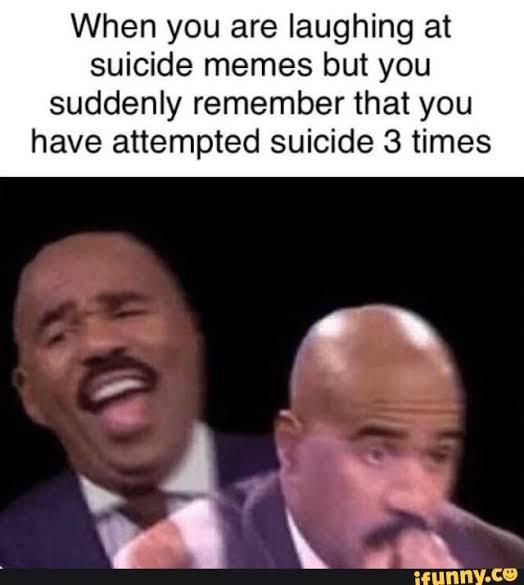 When you are laughing at
suicide memes but you
suddenly remember that you
have attempted suicide 3 times
ifunny.co